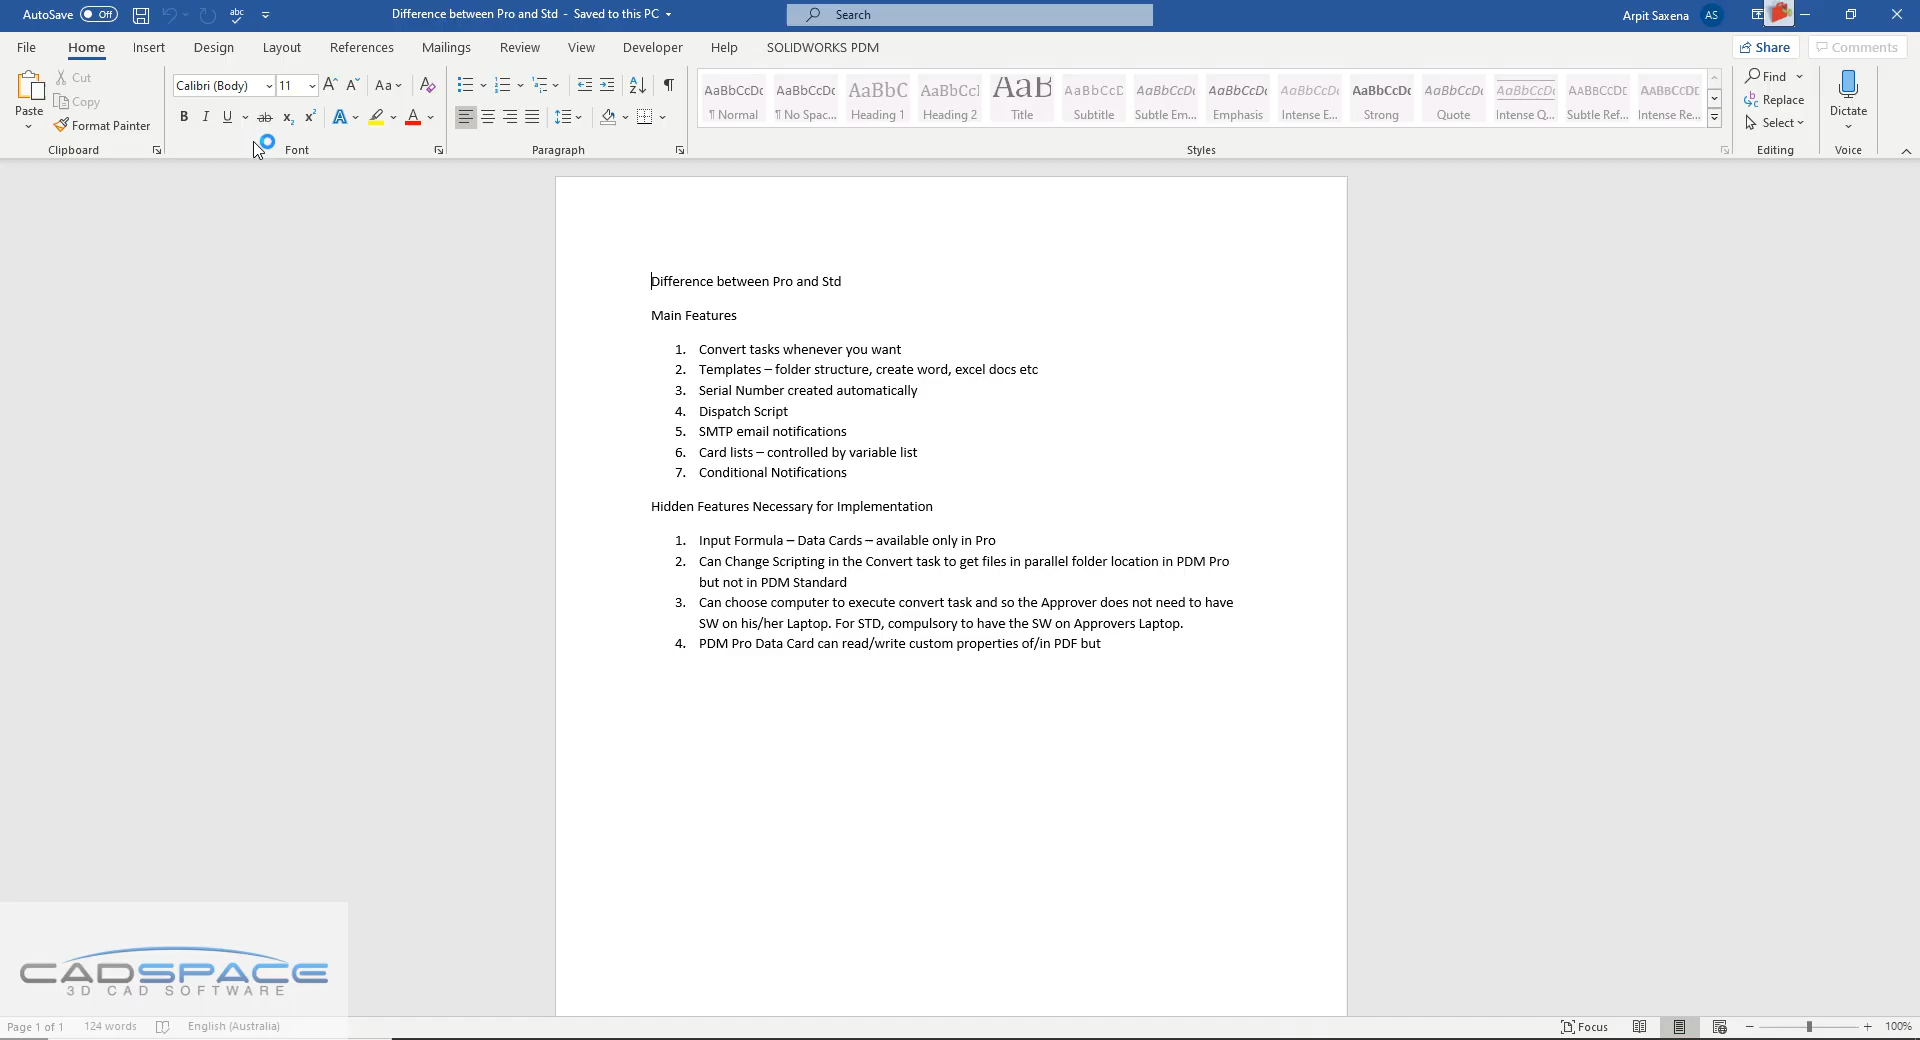 AutoSave Off
Difference between Pro and Std - Saved to this PC
Search
Arpit Saxena AS
File Home Insert Design Layout References Mailings Review View Developer Help SOLIDWORKS PDM
Share Comments
Paste
Cut
Copy
Format Painter
Clipboard
Calibri (Body) 11
Font
Paragraph
AaBbCcDc AaBbCcDc AaBbC AaBbCcI AaB AaBbCcD AaBbCcDc AaBbCcDc AaBbCcDc AaBbCcDc AaBbCcDc AaBbCcDc AABBCCDC AABBCCDC
¶ Normal ¶ No Spac... Heading 1 Heading 2 Title Subtitle Subtle Em... Emphasis Intense E... Strong Quote Intense Q... Subtle Ref... Intense Re...
Styles
Find
Replace
Select
Editing
Dictate
Voice
Difference between Pro and Std
Main Features
1. Convert tasks whenever you want
2. Templates – folder structure, create word, excel docs etc
3. Serial Number created automatically
4. Dispatch Script
5. SMTP email notifications
6. Card lists – controlled by variable list
7. Conditional Notifications
Hidden Features Necessary for Implementation
1. Input Formula – Data Cards – available only in Pro
2. Can Change Scripting in the Convert task to get files in parallel folder location in PDM Pro
but not in PDM Standard
3. Can choose computer to execute convert task and so the Approver does not need to have
SW on his/her Laptop. For STD, compulsory to have the SW on Approvers Laptop.
4. PDM Pro Data Card can read/write custom properties of/in PDF but
CADSPACE
3D CAD SOFTWARE
Page 1 of 1 124 words English (Australia)
Focus 100%